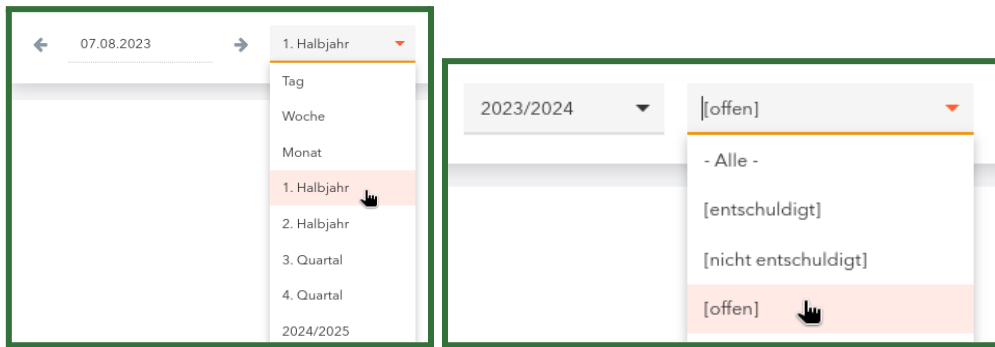 07.08.2023
1. Halbjahr
Tag
Woche
Monat
1. Halbjahr
2. Halbjahr
3. Quartal
4. Quartal
2024/2025
2023/2024
[offen]
- Alle -
[entschuldigt]
[nicht entschuldigt]
[offen]